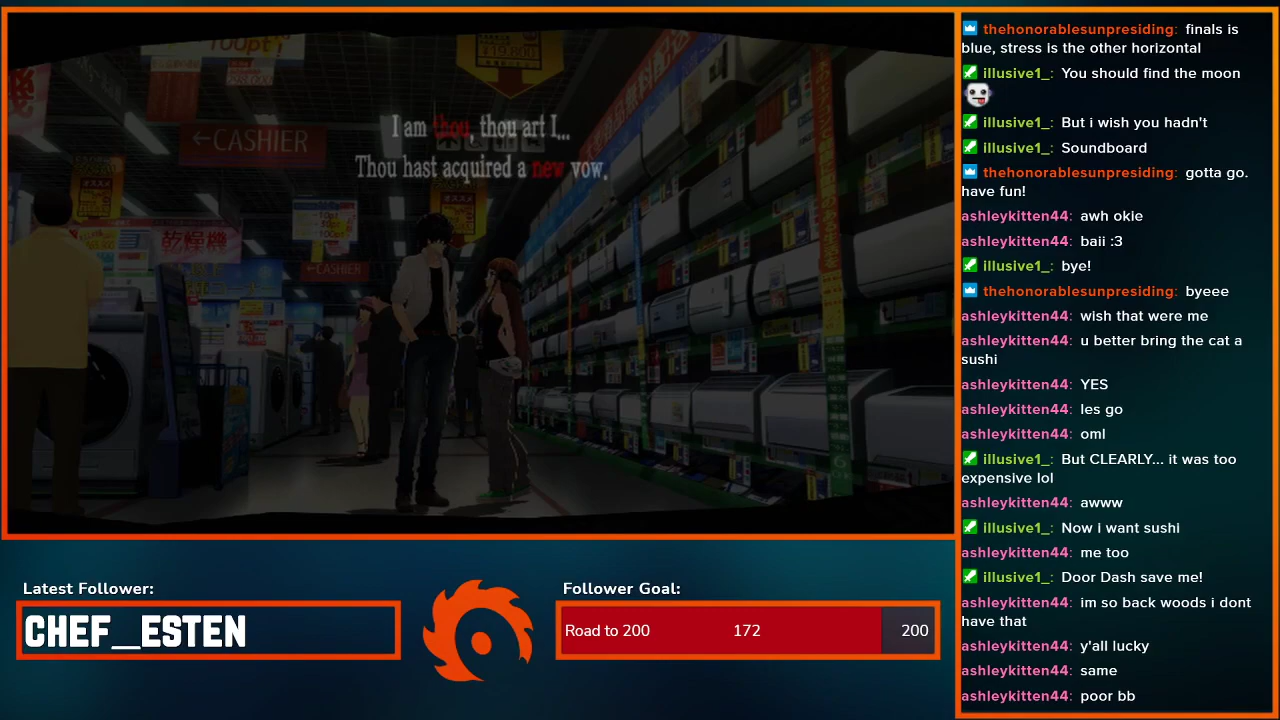 100pt!
¥19,800
←CASHIER
I am thou, thou art I...
Thou hast acquired a new vow.
乾燥機
←CASHIER
Latest Follower:
CHEF_ESTEN
Follower Goal:
Road to 200 172 200
thehonorablesunpresiding: finals is
blue, stress is the other horizontal
illusive1_: You should find the moon
illusive1_: But i wish you hadn't
illusive1_: Soundboard
thehonorablesunpresiding: gotta go.
have fun!
ashleykitten44: awh okie
ashleykitten44: baii :3
illusive1_: bye!
thehonorablesunpresiding: byeee
ashleykitten44: wish that were me
ashleykitten44: u better bring the cat a
sushi
ashleykitten44: YES
ashleykitten44: les go
ashleykitten44: oml
illusive1_: But CLEARLY... it was too
expensive lol
ashleykitten44: awww
illusive1_: Now i want sushi
ashleykitten44: me too
illusive1_: Door Dash save me!
ashleykitten44: im so back woods i dont
have that
ashleykitten44: y'all lucky
ashleykitten44: same
ashleykitten44: poor bb